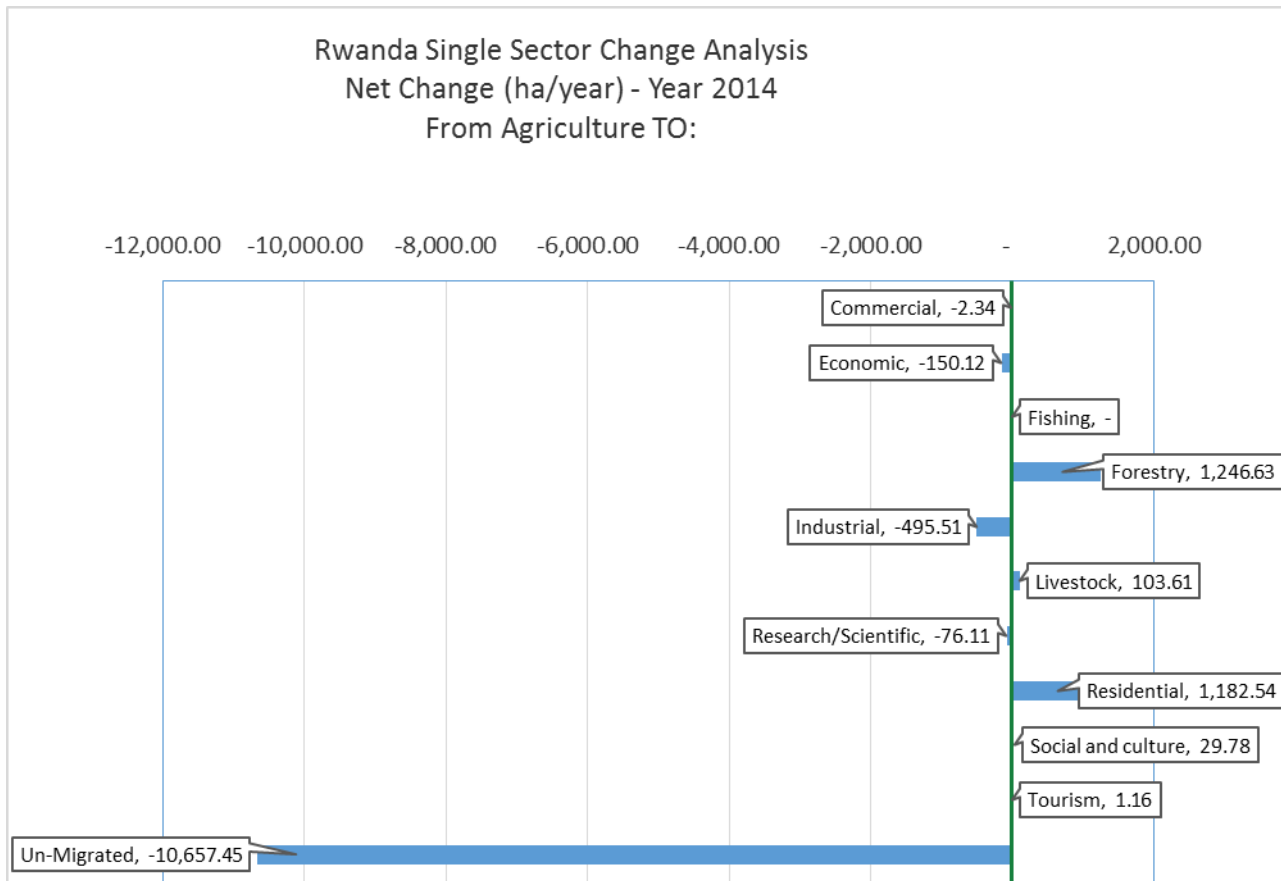 Rwanda Single Sector Change Analysis
Net Change (ha/year) - Year 2014
From Agriculture TO:
-12,000.00 -10,000.00 -8,000.00 -6,000.00 -4,000.00 -2,000.00 - 2,000.00
Commercial, -2.34
Economic, -150.12
Fishing, -
Forestry, 1,246.63
Industrial, -495.51
Livestock, 103.61
Research/Scientific, -76.11
Residential, 1,182.54
Social and culture, 29.78
Tourism, 1.16
Un-Migrated, -10,657.45